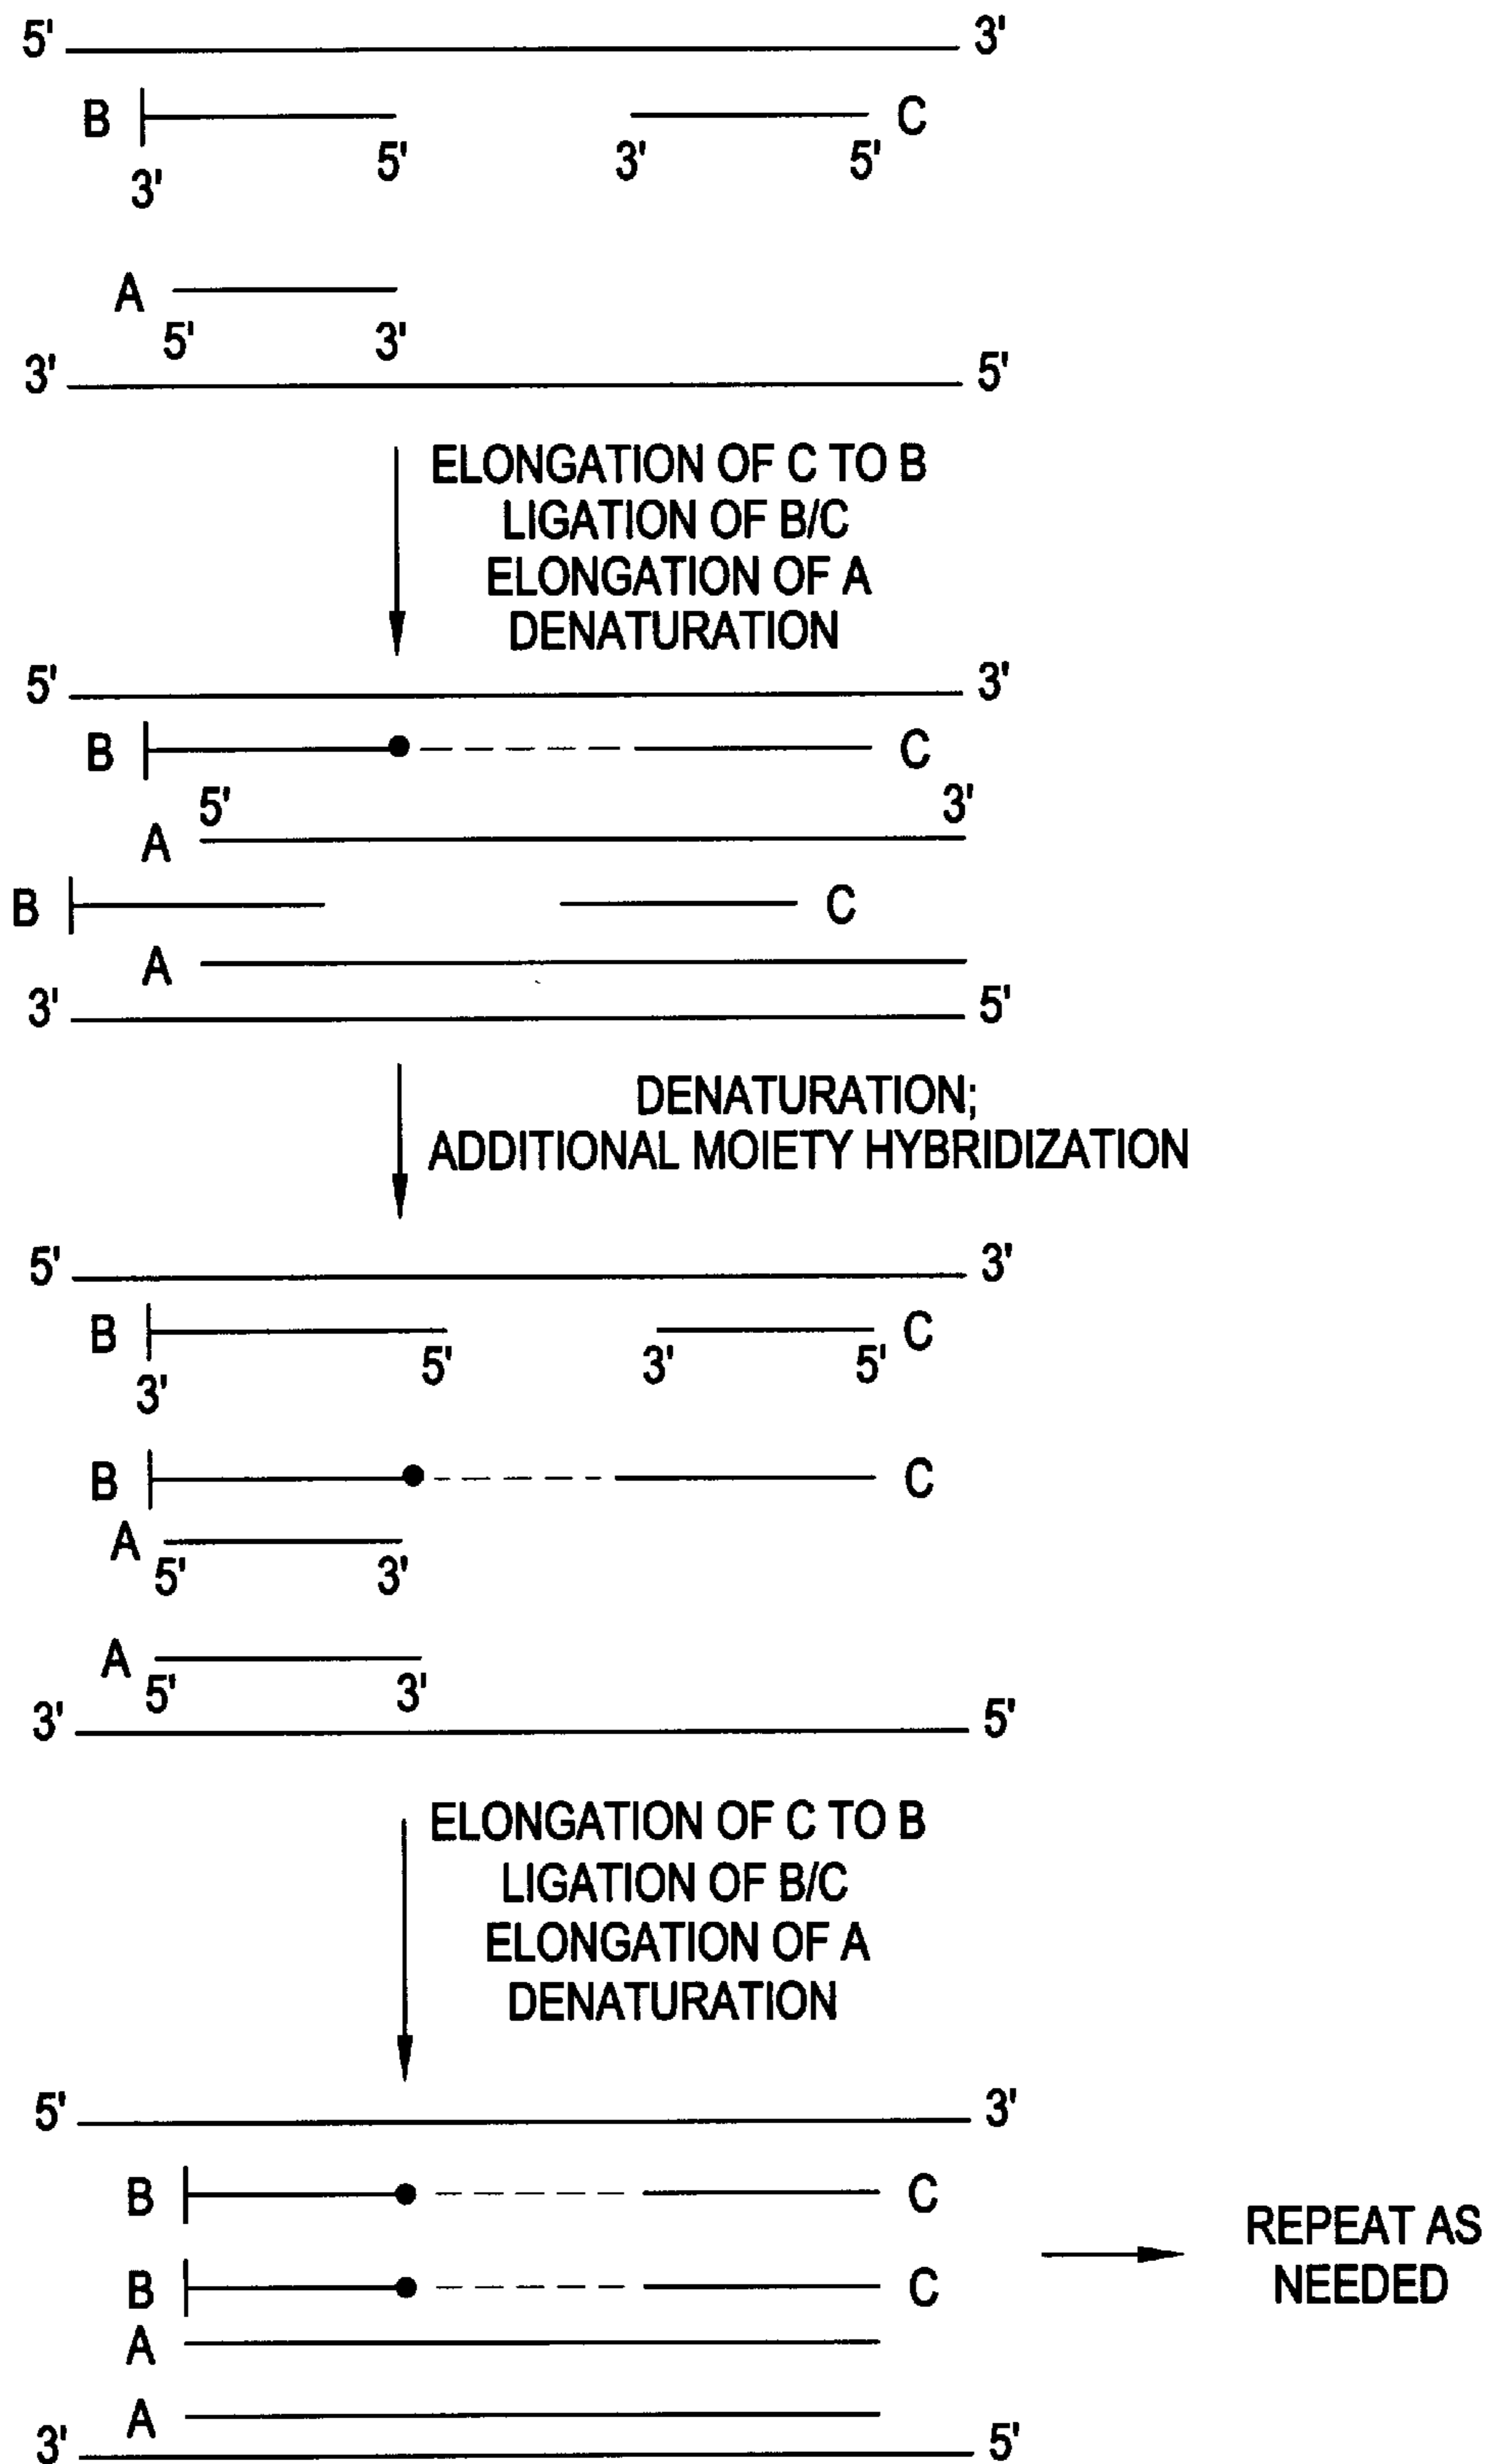 5' 3'
B C
3' 5' 3' 5'
A
5' 3'
3' 5'
ELONGATION OF C TO B
LIGATION OF B/C
ELONGATION OF A
DENATURATION
5' 3'
B C
5' 3'
A
B C
A
3' 5'
DENATURATION;
ADDITIONAL MOIETY HYBRIDIZATION
5' 3'
B C
3' 5' 3' 5'
B C
A
5' 3'
A
5' 3'
3' 5'
ELONGATION OF C TO B
LIGATION OF B/C
ELONGATION OF A
DENATURATION
5' 3'
B C
B C
A
A
3' 5'
REPEAT AS
NEEDED